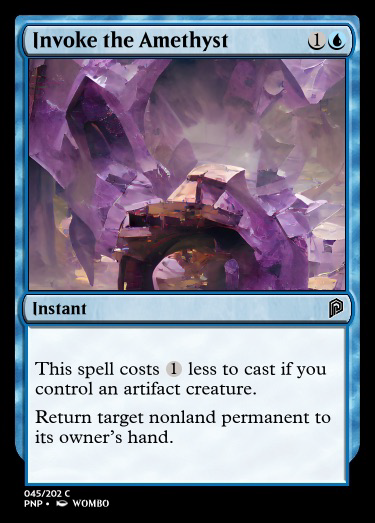 Invoke the Amethyst 1
Instant
This spell costs 1 less to cast if you
control an artifact creature.
Return target nonland permanent to
its owner's hand.
045/202 C
PNP • WOMBO